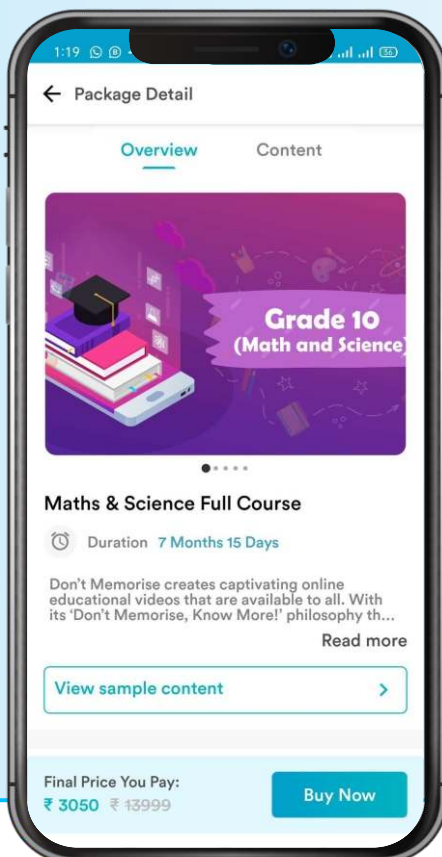 1:19
36
← Package Detail
Overview Content
Grade 10
(Math and Science)
Maths & Science Full Course
Duration 7 Months 15 Days
Don't Memorise creates captivating online
educational videos that are available to all. With
its 'Don't Memorise, Know More!' philosophy th...
Read more
View sample content >
Final Price You Pay:
₹ 3050 ₹ 13999
Buy Now